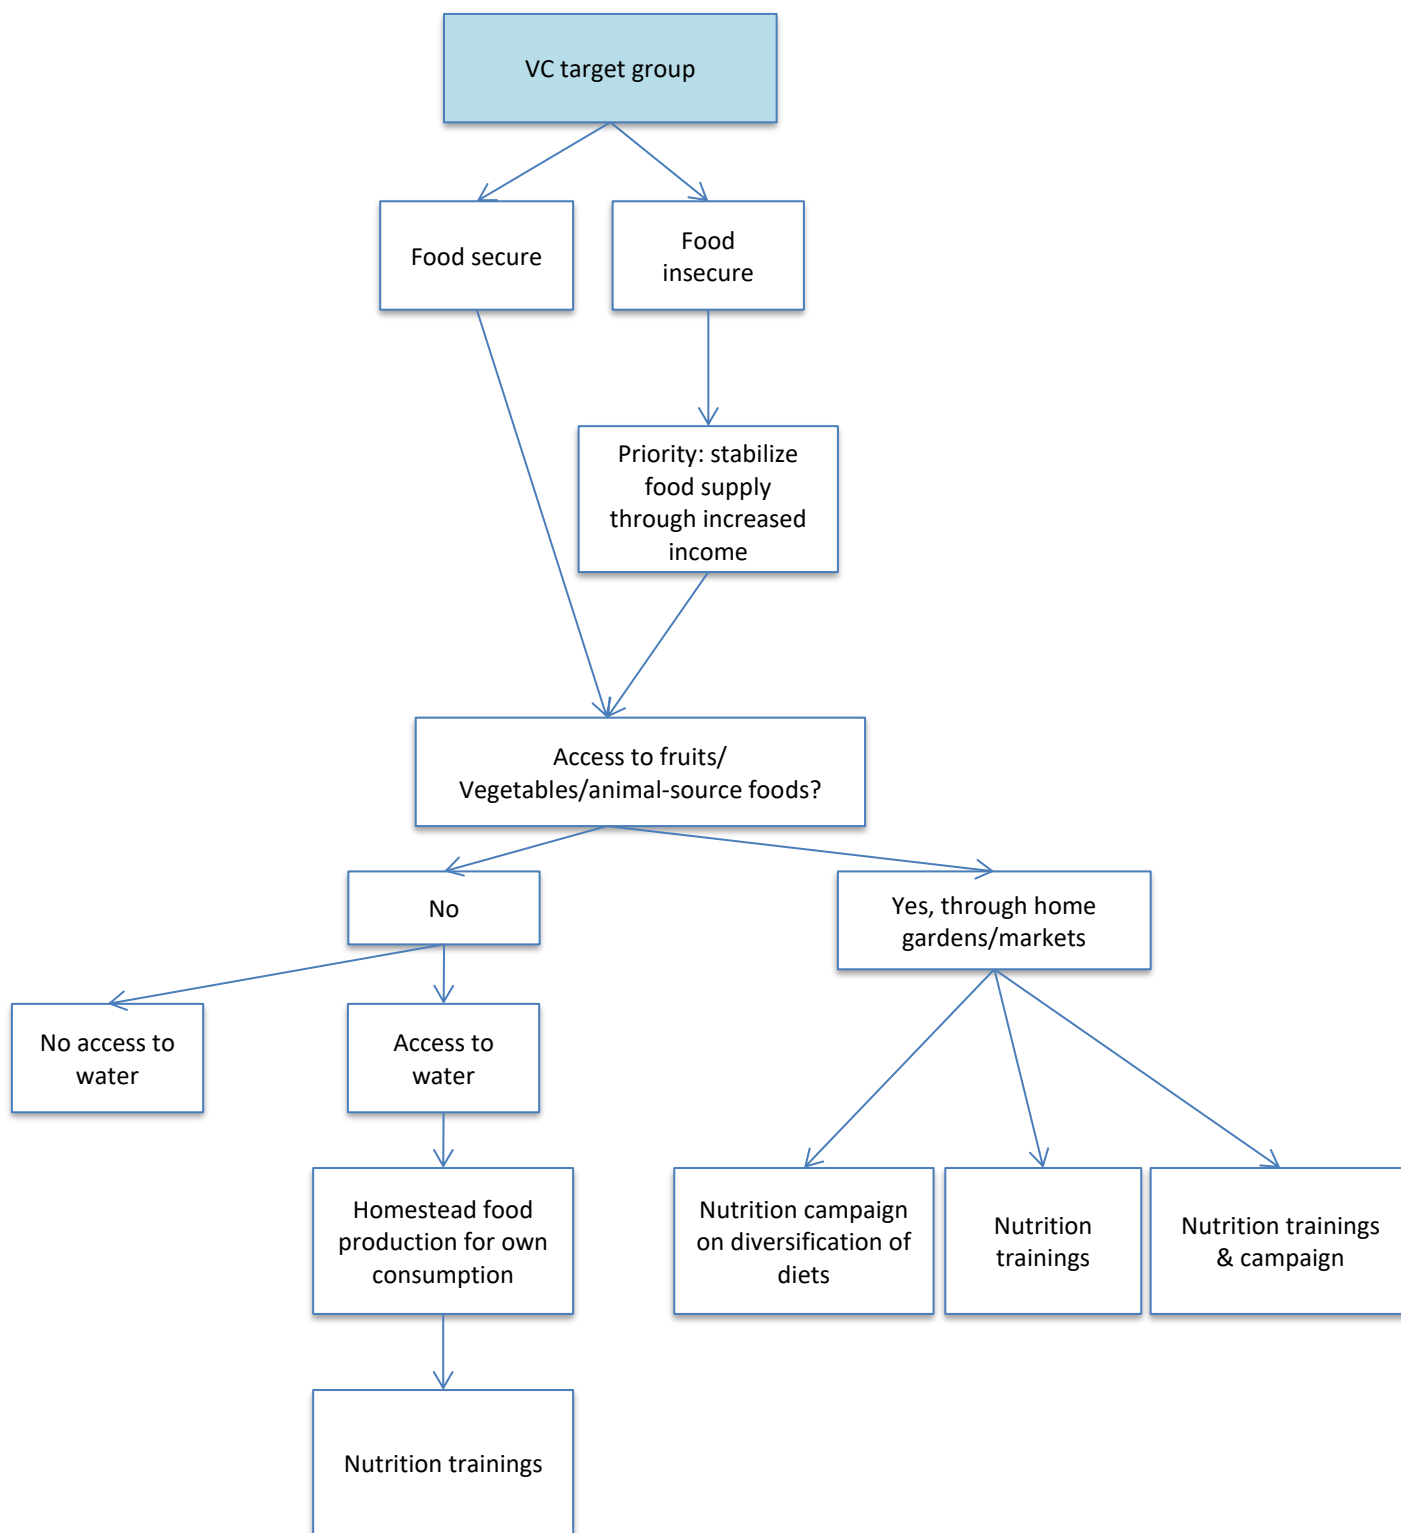 VC target group
Food secure
Food
insecure
Priority: stabilize
food supply
through increased
income
Access to fruits/
Vegetables/animal-source foods?
No
Yes, through home
gardens/markets
No access to
water
Access to
water
Homestead food
production for own
consumption
Nutrition campaign
on diversification of
diets
Nutrition
trainings
Nutrition trainings
& campaign
Nutrition trainings